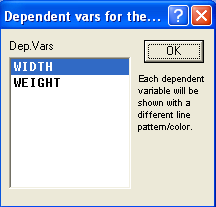 Dependent vars for the...
Dep.Vars
WIDTH
WEIGHT
OK
Each dependent
variable will be
shown with a
different line
pattern/color.